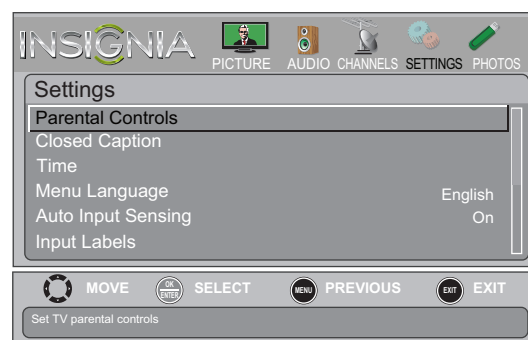 INSIGNIA
PICTURE AUDIO CHANNELS SETTINGS PHOTOS
Settings
Parental Controls
Closed Caption
Time
Menu Language English
Auto Input Sensing On
Input Labels
MOVE OK ENTER SELECT MENU PREVIOUS EXIT EXIT
Set TV parental controls